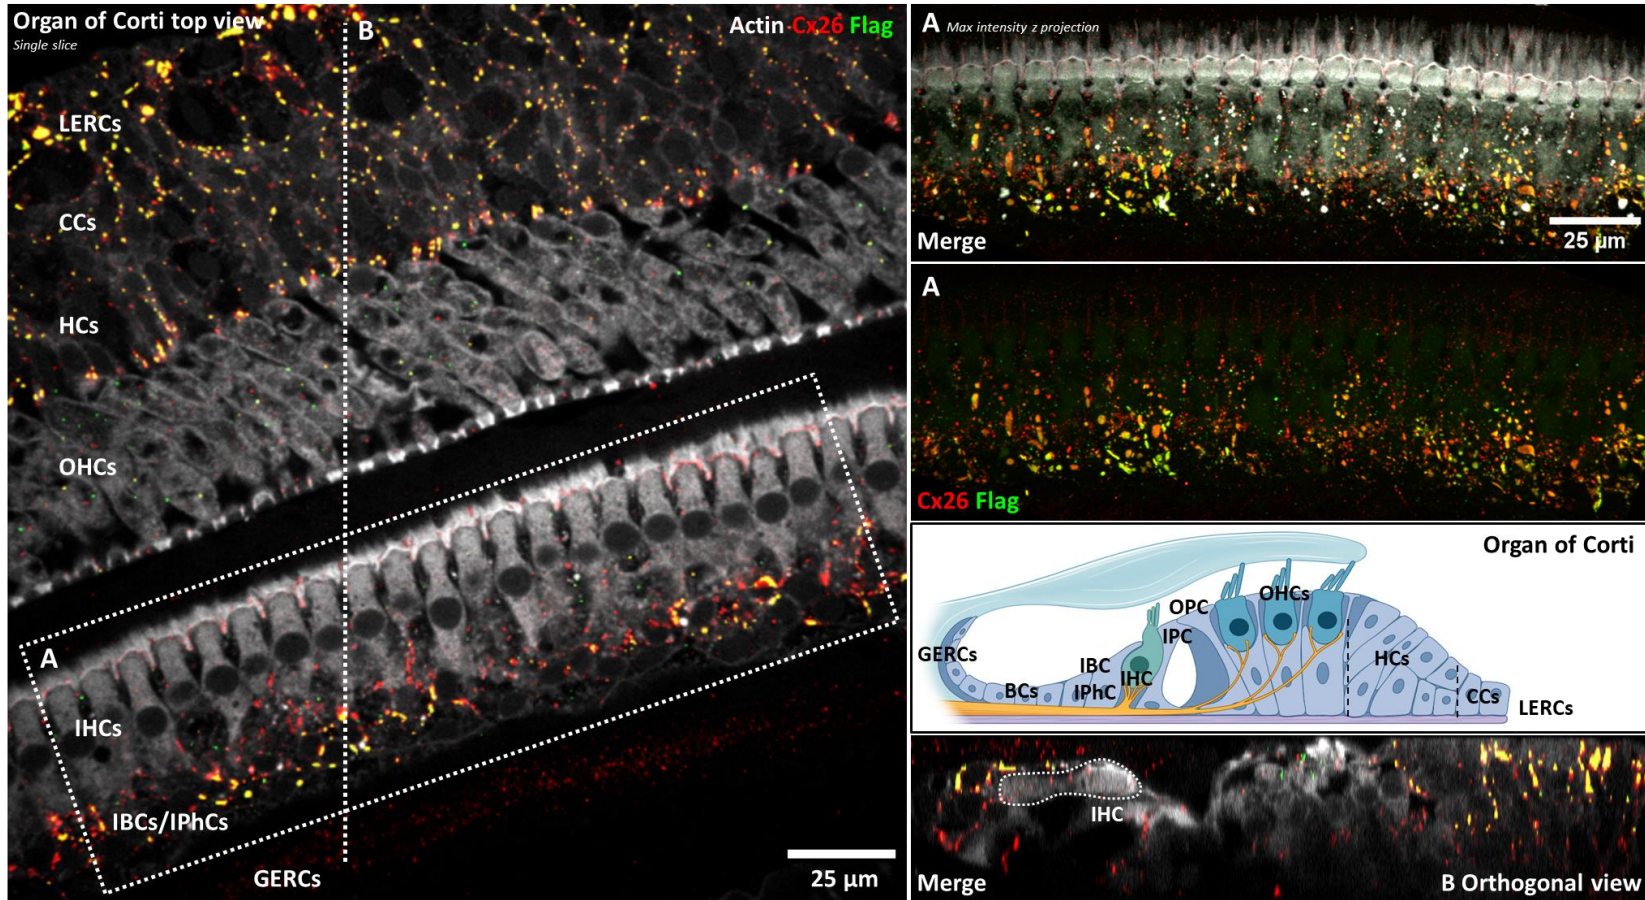 Organ of Corti top view
Single slice
B
Actin Cx26 Flag
LERCs
CCs
HCs
OHCs
A
IHCs
IBCs/IPhCs
GERCs
25 µm
A Max intensity z projection
Merge
25 µm
A
Cx26 Flag
Organ of Corti
OHCs
OPC
IPC
GERCs
IBC
HCs
IHC
BCs
IPhC
CCs
LERCs
IHC
Merge
B Orthogonal view